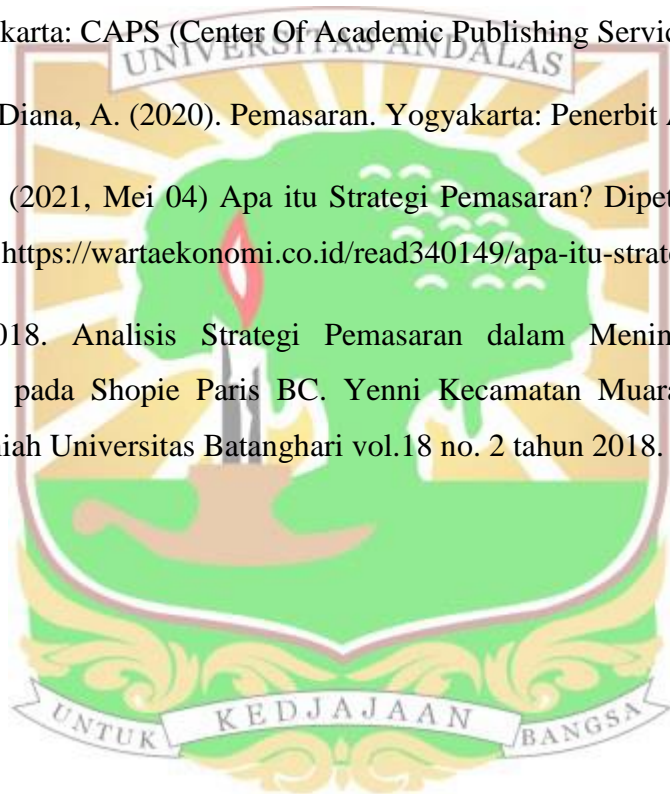 karta: CAPS (Center Of Academic Publishing Servic
UNIVERSITAS ANDALAS
Diana, A. (2020). Pemasaran. Yogyakarta: Penerbit A
(2021, Mei 04) Apa itu Strategi Pemasaran? Dipet
https://wartaekonomi.co.id/read340149/apa-itu-strate
018. Analisis Strategi Pemasaran dalam Menin
pada Shopie Paris BC. Yenni Kecamatan Muara
niah Universitas Batanghari vol.18 no. 2 tahun 2018.
UNTUK KEDJAJAAN BANGSA